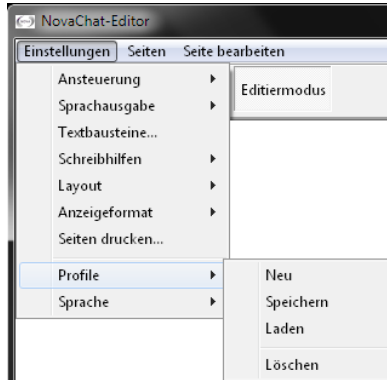 NovaChat-Editor
Einstellungen Seiten Seite bearbeiten
Ansteuerung
Editiermodus
Sprachausgabe
Textbausteine...
Schreibhilfen
Layout
Anzeigeformat
Seiten drucken...
Profile
Neu
Sprache
Speichern
Laden
Löschen